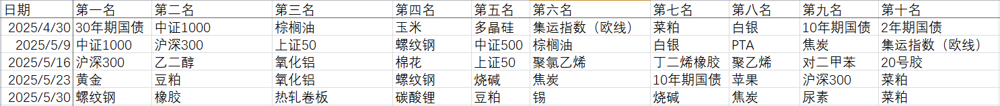 日期 第一名 第二名 第三名 第四名 第五名 第六名 第七名 第八名 第九名 第十名
2025/4/30 30年期国债 中证1000 棕榈油 玉米 多晶硅 集运指数（欧线） 菜粕 白银 10年期国债 2年期国债
2025/5/9 中证1000 沪深300 上证50 螺纹钢 中证500 棕榈油 白银 PTA 焦炭 集运指数（欧线）
2025/5/16 沪深300 乙二醇 氧化铝 棉花 上证50 聚氯乙烯 丁二烯橡胶 聚乙烯 对二甲苯 20号胶
2025/5/23 黄金 豆粕 氧化铝 螺纹钢 烧碱 焦炭 10年期国债 苹果 沪深300 菜粕
2025/5/30 螺纹钢 橡胶 热轧卷板 碳酸锂 豆粕 锡 烧碱 焦炭 尿素 菜粕